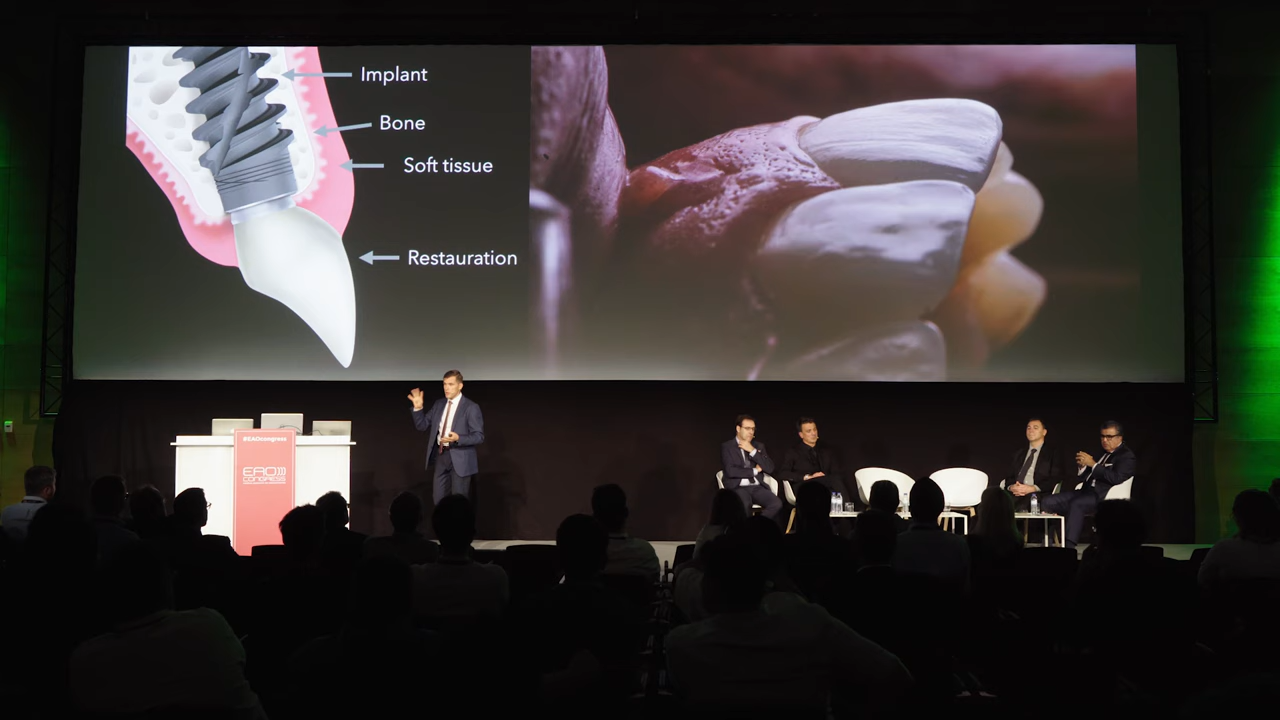 Implant
Bone
Soft tissue
Restauration
@EAOcongress
EAO
CONGRESS